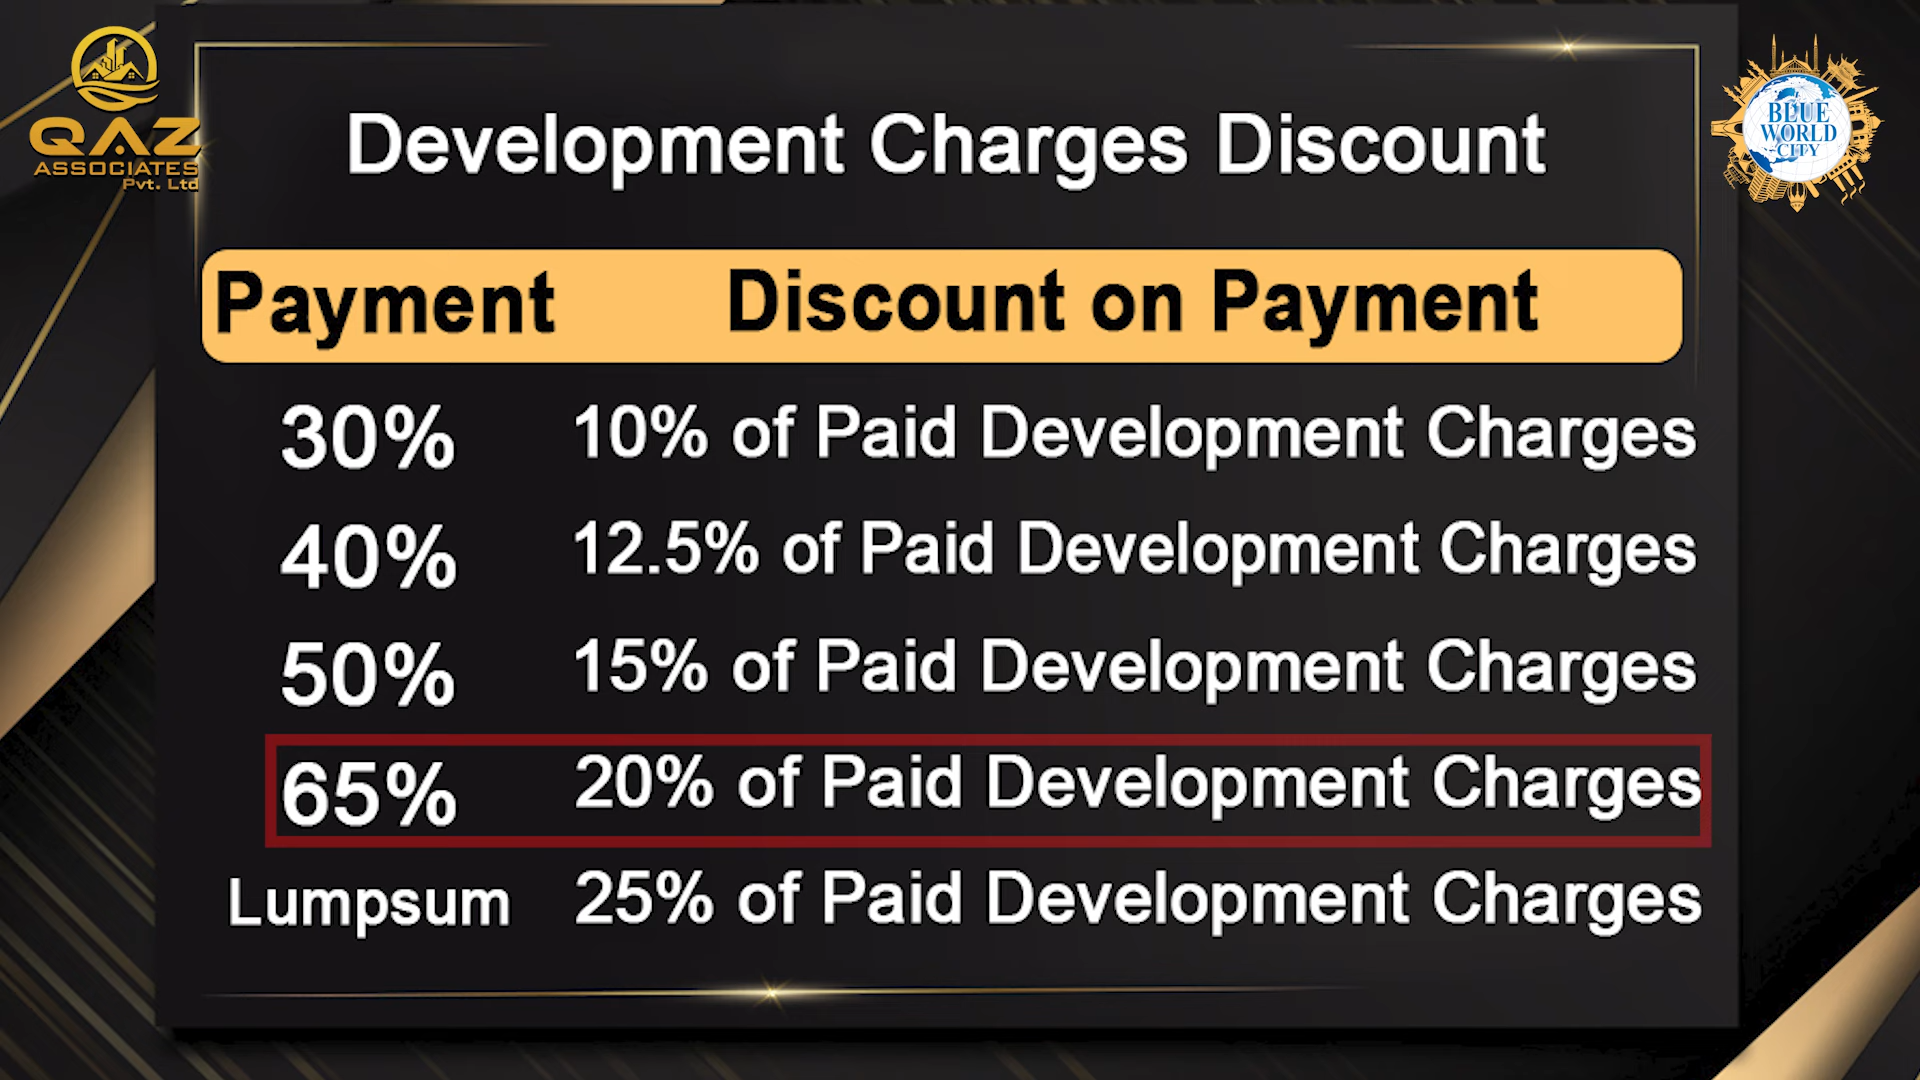 QAZ
ASSOCIATES
Pvt. Ltd
BLUE
WORLD
CITY
Development Charges Discount
Payment Discount on Payment
30% 10% of Paid Development Charges
40% 12.5% of Paid Development Charges
50% 15% of Paid Development Charges
65% 20% of Paid Development Charges
Lumpsum 25% of Paid Development Charges